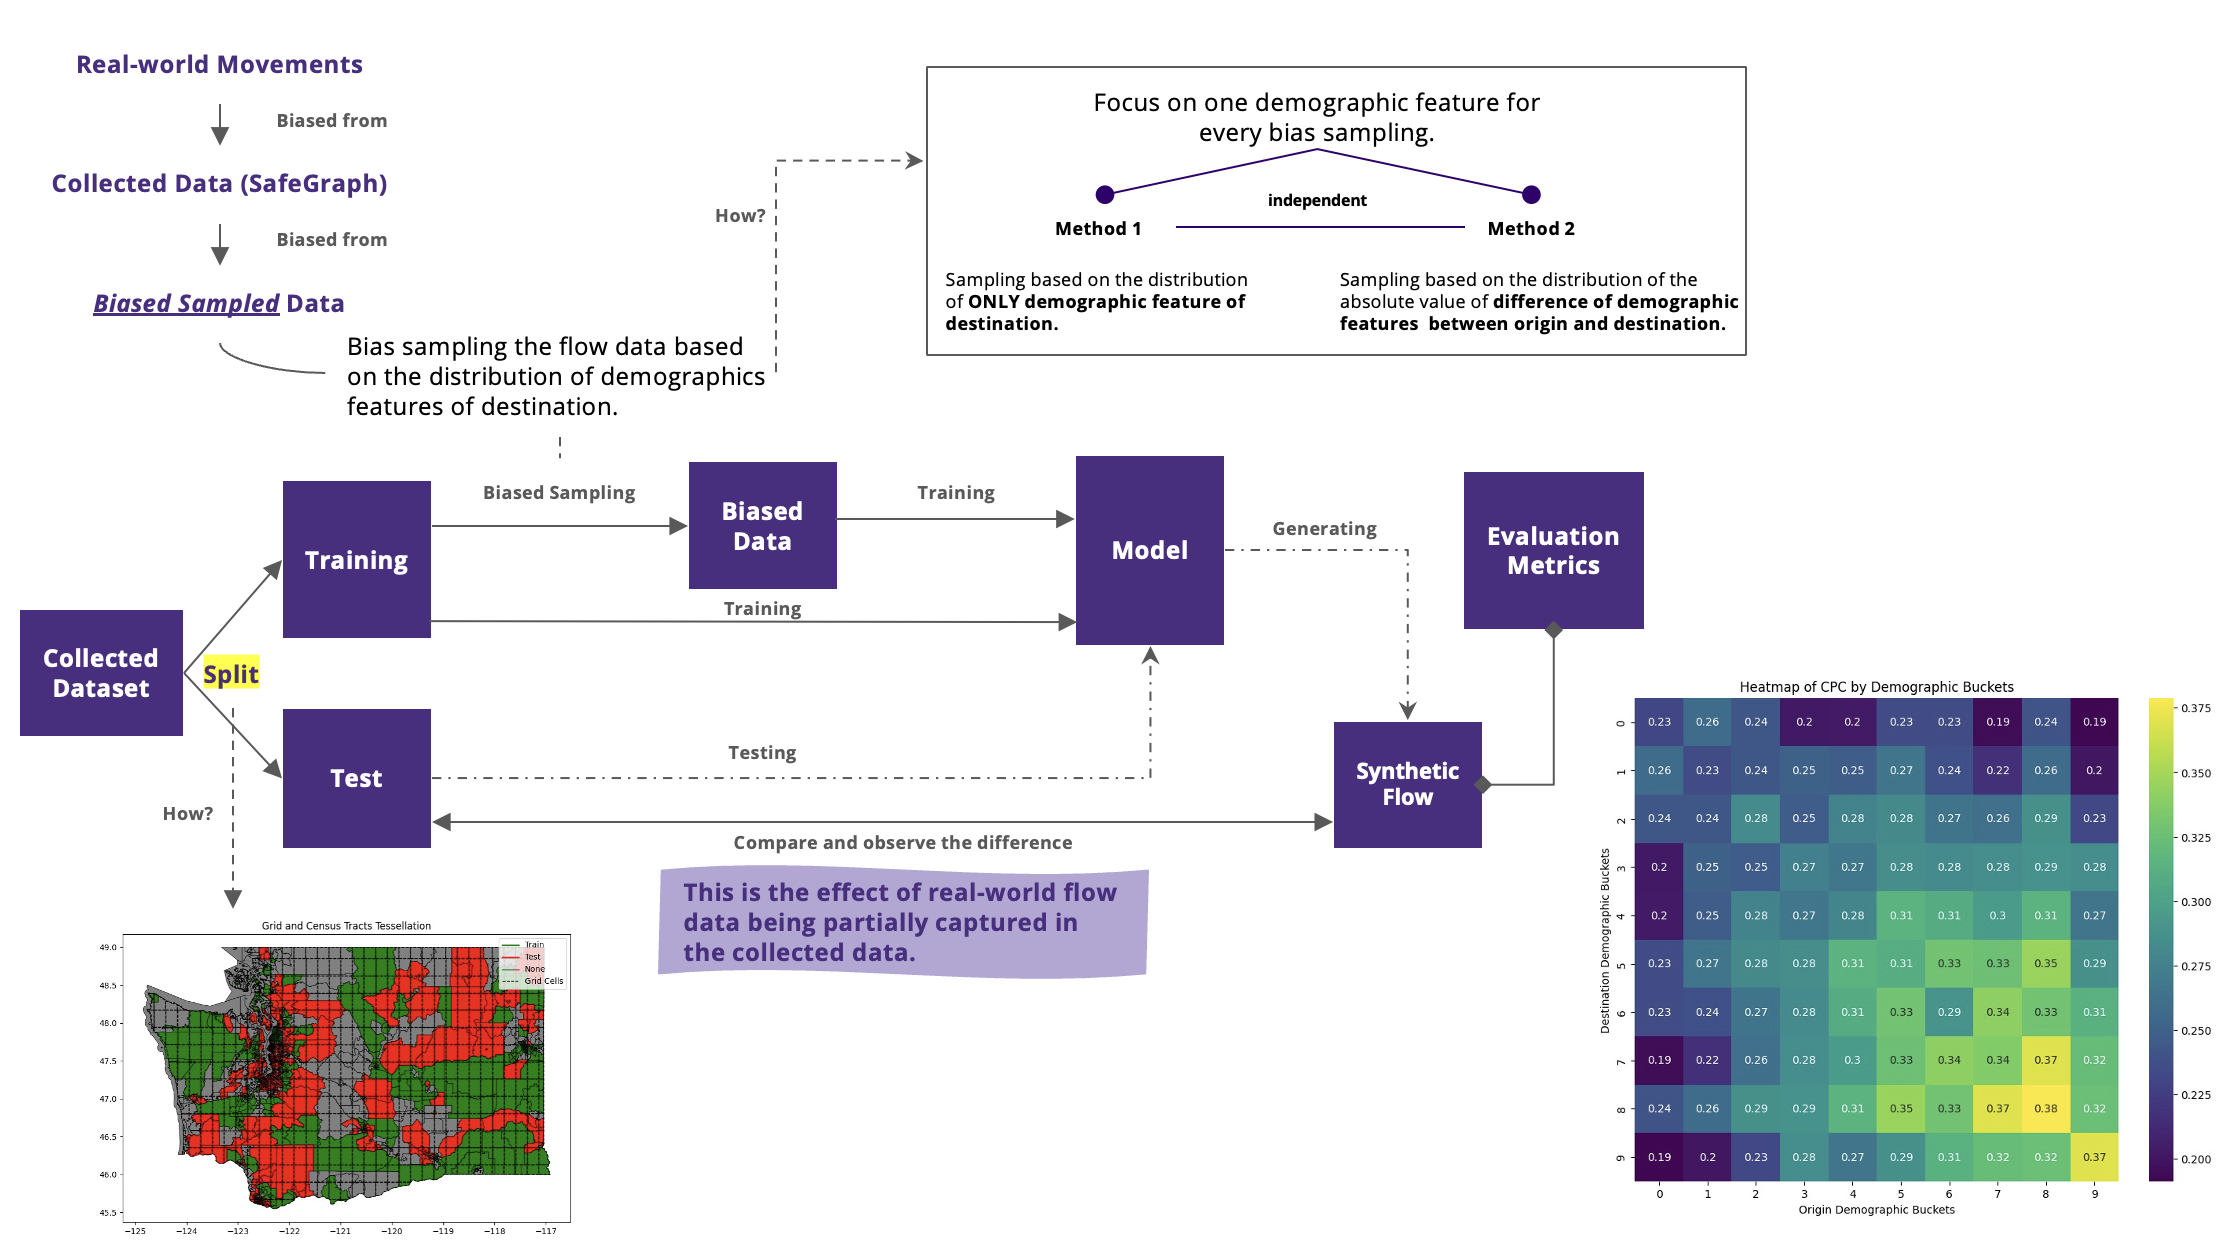 Real-world Movements
Biased from
Collected Data (SafeGraph)
Biased from
Biased Sampled Data
Bias sampling the flow data based
on the distribution of demographics
features of destination.
How?
Focus on one demographic feature for
every bias sampling.
independent
Method 1
Method 2
Sampling based on the distribution
of ONLY demographic feature of
destination.
Sampling based on the distribution of the
absolute value of difference of demographic
features between origin and destination.
Collected
Dataset
Split
How?
Training
Test
Biased Sampling
Biased
Data
Training
Training
Model
Testing
Generating
Synthetic
Flow
Evaluation
Metrics
Compare and observe the difference
This is the effect of real-world flow
data being partially captured in
the collected data.
Grid and Census Tracts Tessellation
Train
Test
None
Grid Cells
49.0
48.5
48.0
47.5
47.0
46.5
46.0
45.5
−125 −124 −123 −122 −121 −120 −119 −118 −117
Heatmap of CPC by Demographic Buckets
Destination Demographic Buckets
0 0.23 0.26 0.24 0.2 0.2 0.23 0.23 0.19 0.24 0.19
1 0.26 0.23 0.24 0.25 0.25 0.27 0.24 0.22 0.26 0.2
2 0.24 0.24 0.28 0.25 0.28 0.28 0.27 0.26 0.29 0.23
3 0.2 0.25 0.25 0.27 0.27 0.28 0.28 0.28 0.29 0.28
4 0.2 0.25 0.28 0.27 0.28 0.31 0.31 0.3 0.31 0.27
5 0.23 0.27 0.28 0.28 0.31 0.31 0.33 0.33 0.35 0.29
6 0.23 0.24 0.27 0.28 0.31 0.33 0.29 0.34 0.33 0.31
7 0.19 0.22 0.26 0.28 0.3 0.33 0.34 0.34 0.37 0.32
8 0.24 0.26 0.29 0.29 0.31 0.35 0.33 0.37 0.38 0.32
9 0.19 0.2 0.23 0.28 0.27 0.29 0.31 0.32 0.32 0.37
0 1 2 3 4 5 6 7 8 9
Origin Demographic Buckets
0.375
0.350
0.325
0.300
0.275
0.250
0.225
0.200